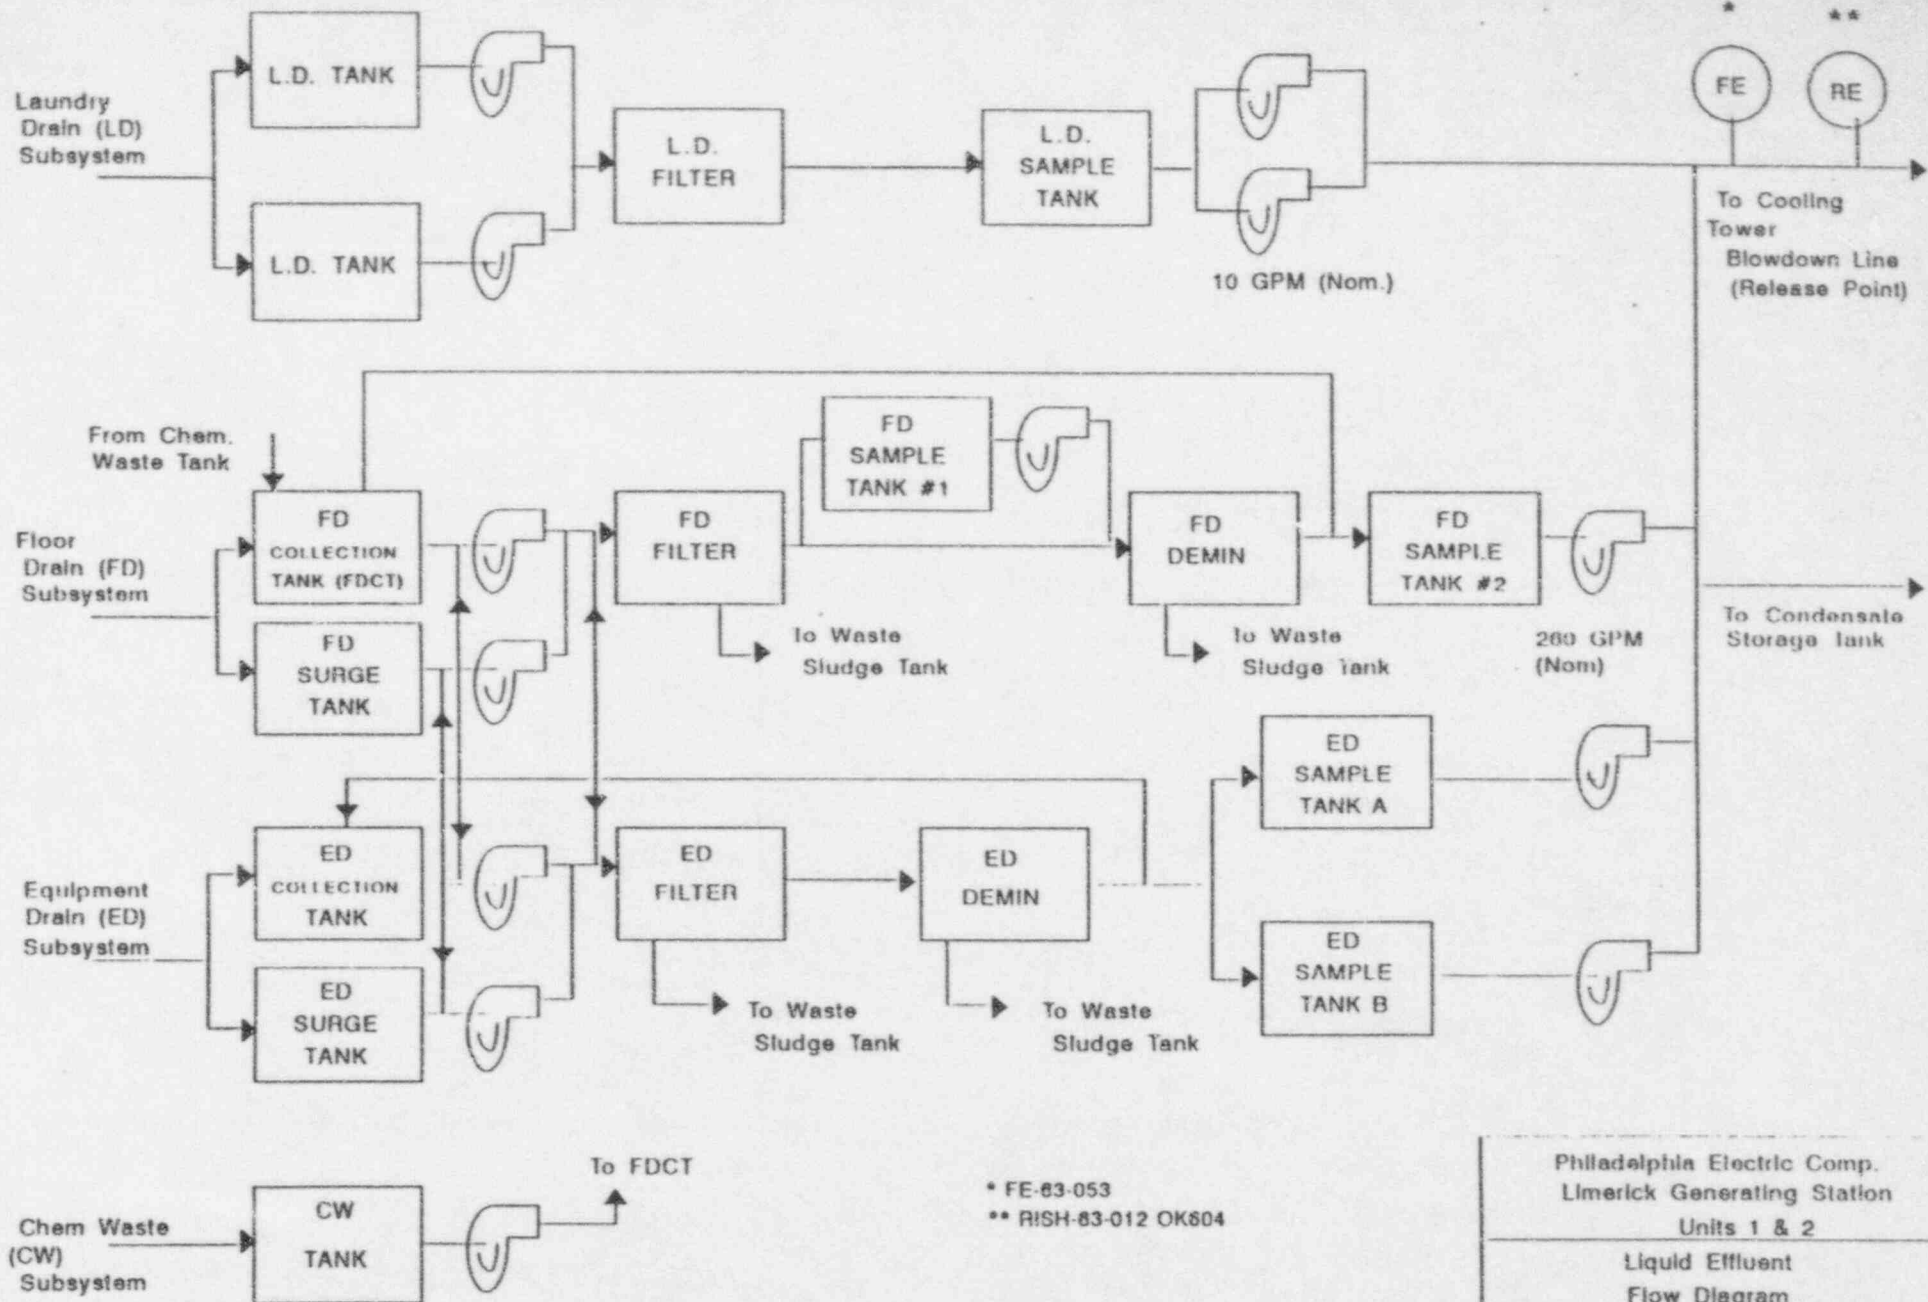 *
**
FE
RE
Laundry
Drain (LD)
Subsystem
L.D. TANK
L.D. TANK
L.D.
FILTER
L.D.
SAMPLE
TANK
10 GPM (Nom.)
To Cooling
Tower
Blowdown Line
(Release Point)
From Chem.
Waste Tank
Floor
Drain (FD)
Subsystem
FD
COLLECTION
TANK (FDCT)
FD
SURGE
TANK
FD
FILTER
To Waste
Sludge Tank
FD
SAMPLE
TANK #1
FD
DEMIN
To Waste
Sludge Tank
FD
SAMPLE
TANK #2
260 GPM
(Nom)
To Condensate
Storage Tank
Equipment
Drain (ED)
Subsystem
ED
COLLECTION
TANK
ED
SURGE
TANK
ED
FILTER
To Waste
Sludge Tank
ED
DEMIN
To Waste
Sludge Tank
ED
SAMPLE
TANK A
ED
SAMPLE
TANK B
Chem Waste
(CW)
Subsystem
CW
TANK
To FDCT
* FE-63-053
** RISH-63-012 OK604
Philadelphia Electric Comp.
Limerick Generating Station
Units 1 & 2
Liquid Effluent
Flow Diagram